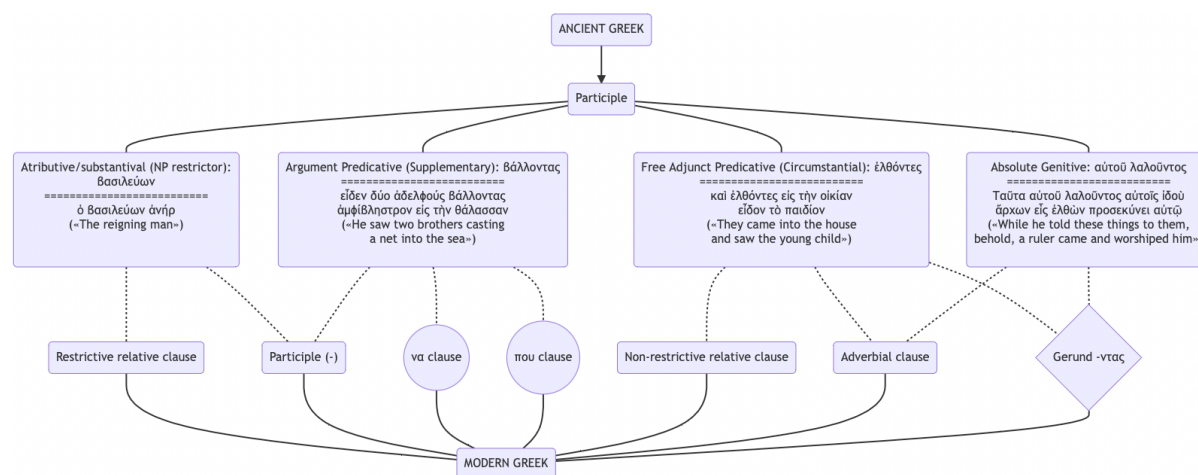 ANCIENT GREEK
Participle
Atributive/substantival (NP restrictor):
βασιλεύων
=========================
ὁ βασιλεύων ἀνήρ
(«The reigning man»)
Argument Predicative (Supplementary): βάλλοντας
=========================
εἶδεν δύο ἀδελφούς βάλλοντας
ἀμφίβληστρον εἰς τὴν θάλασσαν
(«He saw two brothers casting
a net into the sea»)
Free Adjunct Predicative (Circumstantial): ἐλθόντες
=========================
καὶ ἐλθόντες εἰς τὴν οἰκίαν
εἶδον τὸ παιδίον
(«They came into the house
and saw the young child»)
Absolute Genitive: αὐτοῦ λαλοῦντος
=========================
Ταῦτα αὐτοῦ λαλοῦντος αὐτοῖς ἰδοὺ
ἄρχων εἷς ἐλθὼν προσεκύνει αὐτῷ
(«While he told these things to them,
behold, a ruler came and worshiped him»
Restrictive relative clause
Participle (-)
να clause
που clause
Non-restrictive relative clause
Adverbial clause
Gerund -ντας
MODERN GREEK